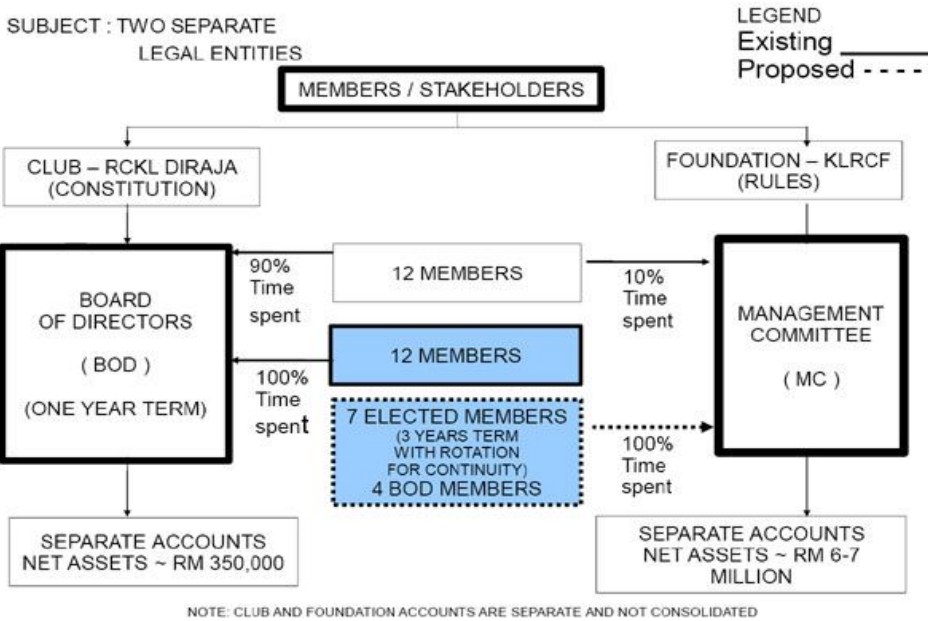 SUBJECT : TWO SEPARATE
LEGAL ENTITIES
LEGEND
Existing
Proposed
MEMBERS / STAKEHOLDERS
CLUB – RCKL DIRAJA
(CONSTITUTION)
FOUNDATION – KLRCF
(RULES)
BOARD
OF DIRECTORS
( BOD )
(ONE YEAR TERM)
90%
Time
spent
12 MEMBERS
10%
Time
spent
MANAGEMENT
COMMITTEE
( MC )
100%
Time
spent
12 MEMBERS
7 ELECTED MEMBERS
(3 YEARS TERM
WITH ROTATION
FOR CONTINUITY)
4 BOD MEMBERS
100%
Time
spent
SEPARATE ACCOUNTS
NET ASSETS ~ RM 350,000
SEPARATE ACCOUNTS
NET ASSETS ~ RM 6-7
MILLION
NOTE: CLUB AND FOUNDATION ACCOUNTS ARE SEPARATE AND NOT CONSOLIDATED